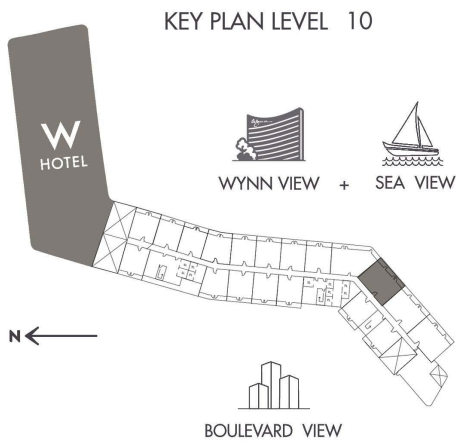 KEY PLAN LEVEL 10
W
HOTEL
WYNN VIEW + SEA VIEW
N
BOULEVARD VIEW